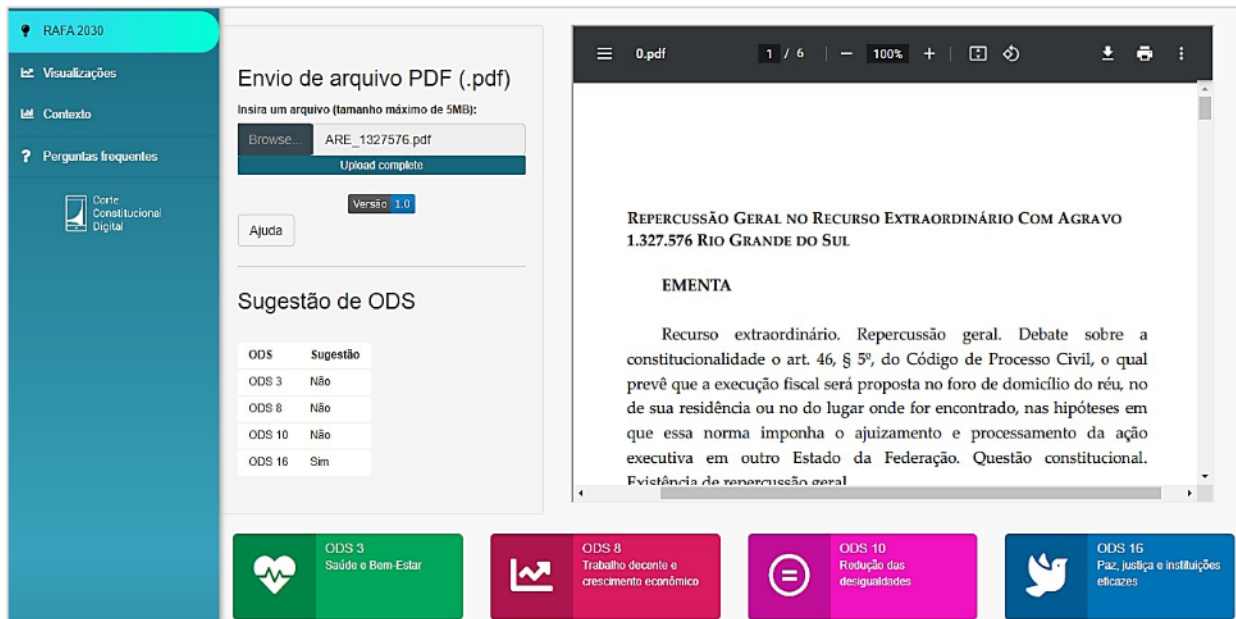 RAFA 2030
Visualizações
Contexto
? Perguntas frequentes
Corte
Constitucional
Digital
Envio de arquivo PDF (.pdf)
Insira um arquivo (tamanho máximo de 5MB):
Browse... ARE_1327576.pdf
Upload complete
Versão 1.0
Ajuda
Sugestão de ODS
ODS Sugestão
ODS 3 Não
ODS 8 Não
ODS 10 Não
ODS 16 Sim
0.pdf 1 / 6 | − 100% + |
REPERCUSSÃO GERAL NO RECURSO EXTRAORDINÁRIO COM AGRAVO
1.327.576 RIO GRANDE DO SUL
EMENTA
Recurso extraordinário. Repercussão geral. Debate sobre a
constitucionalidade o art. 46, § 5º, do Código de Processo Civil, o qual
prevê que a execução fiscal será proposta no foro de domicílio do réu, no
de sua residência ou no do lugar onde for encontrado, nas hipóteses em
que essa norma imponha o ajuizamento e processamento da ação
executiva em outro Estado da Federação. Questão constitucional.
Existência de repercussão geral
ODS 3
Saúde e Bem-Estar
ODS 8
Trabalho decente e
crescimento econômico
ODS 10
Redução das
desigualdades
ODS 16
Paz, justiça e instituições
eficazes